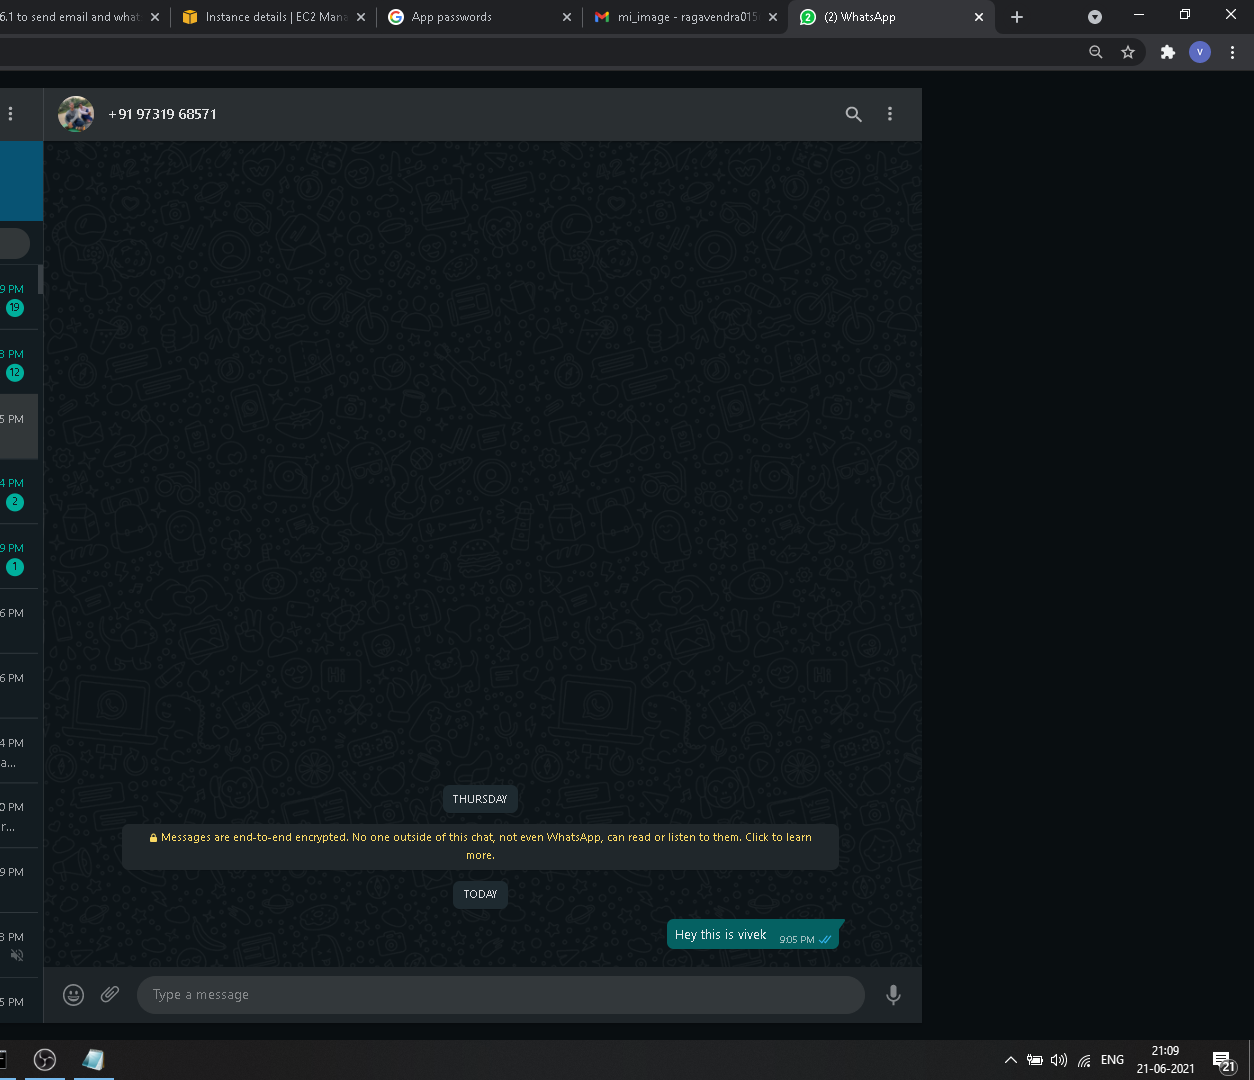 6.1 to send email and what
Instance details | EC2 Mana
App passwords
mi_image - ragavendra015
2
(2) WhatsApp
V
+91 97319 68571
9 PM
19
3 PM
12
5 PM
4 PM
2
9 PM
1
6 PM
6 PM
4 PM
a...
0 PM
r...
9 PM
3 PM
5 PM
THURSDAY
Messages are end-to-end encrypted. No one outside of this chat, not even WhatsApp, can read or listen to them. Click to learn
more.
TODAY
Hey this is vivek 9:05 PM
Type a message
ENG
21:09
21-06-2021
21